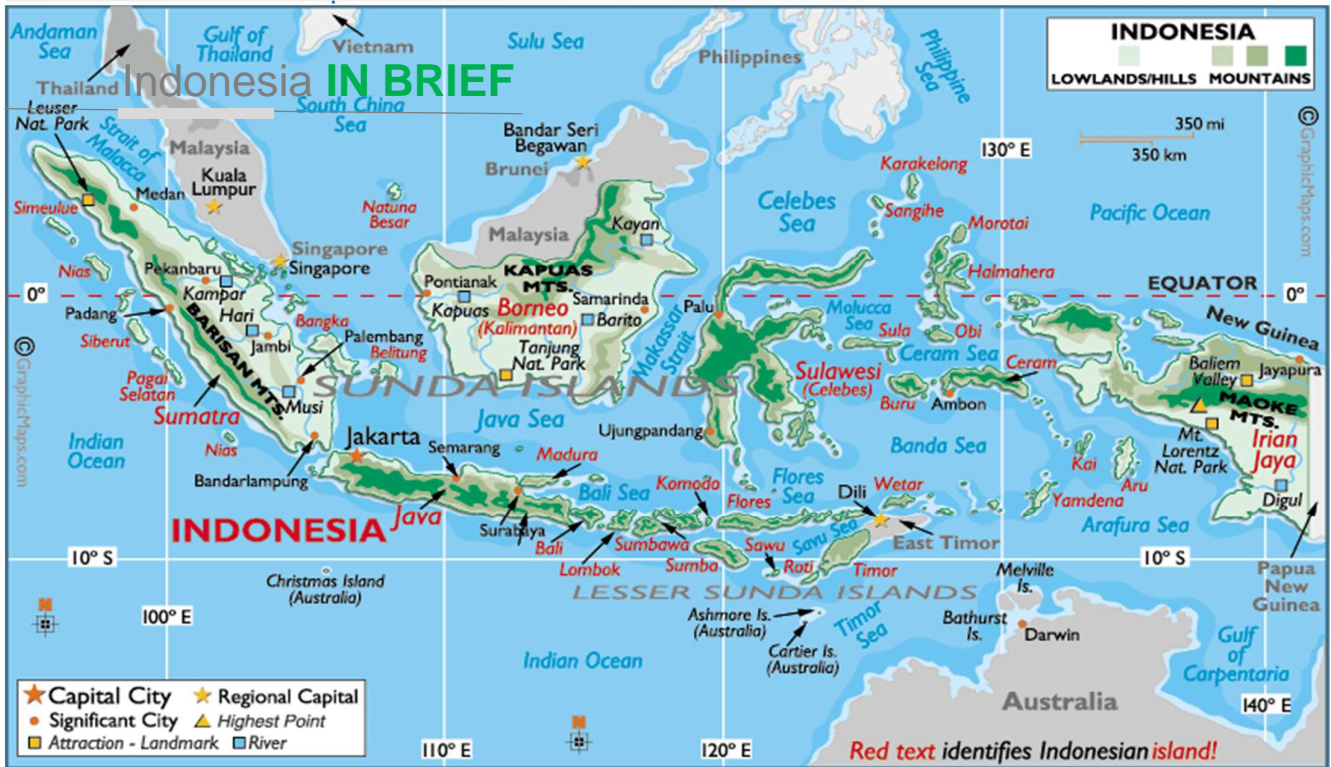 Andaman
Sea
Gulf of
Thailand
Vietnam
Sulu Sea
Philippines
Philippine
Sea
INDONESIA
LOWLANDS/HILLS MOUNTAINS
Thailand
Indonesia IN BRIEF
South China
Sea
Leuser
Nat. Park
Strait of
Malacca
Malaysia
Kuala
Lumpur
Medan
Simeulue
Natuna
Besar
Bandar Seri
Begawan
Brunei
Malaysia
Kayan
Celebes
Sea
Karakelong
Sangihe
Morotai
130° E
350 mi
350 km
© GraphicMaps.com
Pacific Ocean
Halmahera
Singapore
Singapore
Nias
Pekanbaru
Kampar
Hari
Pontianak
Kapuas
KAPUAS
MTS.
Borneo
(Kalimantan)
Samarinda
Barito
Palu
Molucca
Sea
EQUATOR
0°
0°
Padang
Siberut
BARISAN MTS.
Jambi
Bangka
Palembang
Belitung
Tanjung
Nat. Park
Makassar
Strait
Sula
Obi
Ceram Sea
Ceram
New Guinea
Baliem
Valley
Jayapura
© GraphicMaps.com
Pagai
Selatan
Sumatra
Musi
SUNDA ISLANDS
Sulawesi
(Celebes)
Buru
Ambon
MAOKE
MTS.
Mt.
Lorentz
Nat. Park
Irian
Jaya
Indian
Ocean
Nias
Jakarta
Semarang
Java Sea
Madura
Ujungpandang
Banda Sea
Kai
Aru
Bandarlampung
INDONESIA
Java
Surabaya
Bali Sea
Bali
Lombok
Komodo
Sumbawa
Flores
Flores
Sea
Sumba
Sawu
Savu Sea
Roti
Dili
Wetar
East Timor
Timor
Yamdena
Arafura Sea
Digul
10° S
10° S
Christmas Island
(Australia)
LESSER SUNDA ISLANDS
Melville
Is.
Papua
New
Guinea
N
100° E
Ashmore Is.
(Australia)
Cartier Is.
(Australia)
Timor
Sea
Bathurst
Is.
Darwin
Gulf
of
Carpentaria
Indian Ocean
Australia
140° E
Capital City Regional Capital
Significant City Highest Point
Attraction - Landmark River
110° E
N
120° E
Red text identifies Indonesian island!